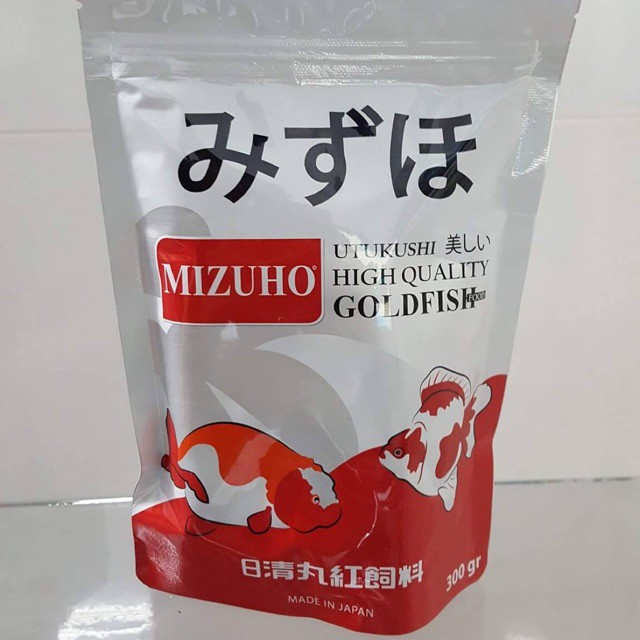 みずほ
MIZUHO®
UTUKUSHI 美しい
HIGH QUALITY
GOLDFISH FOOD
日清丸紅飼料
300 gr
MADE IN JAPAN